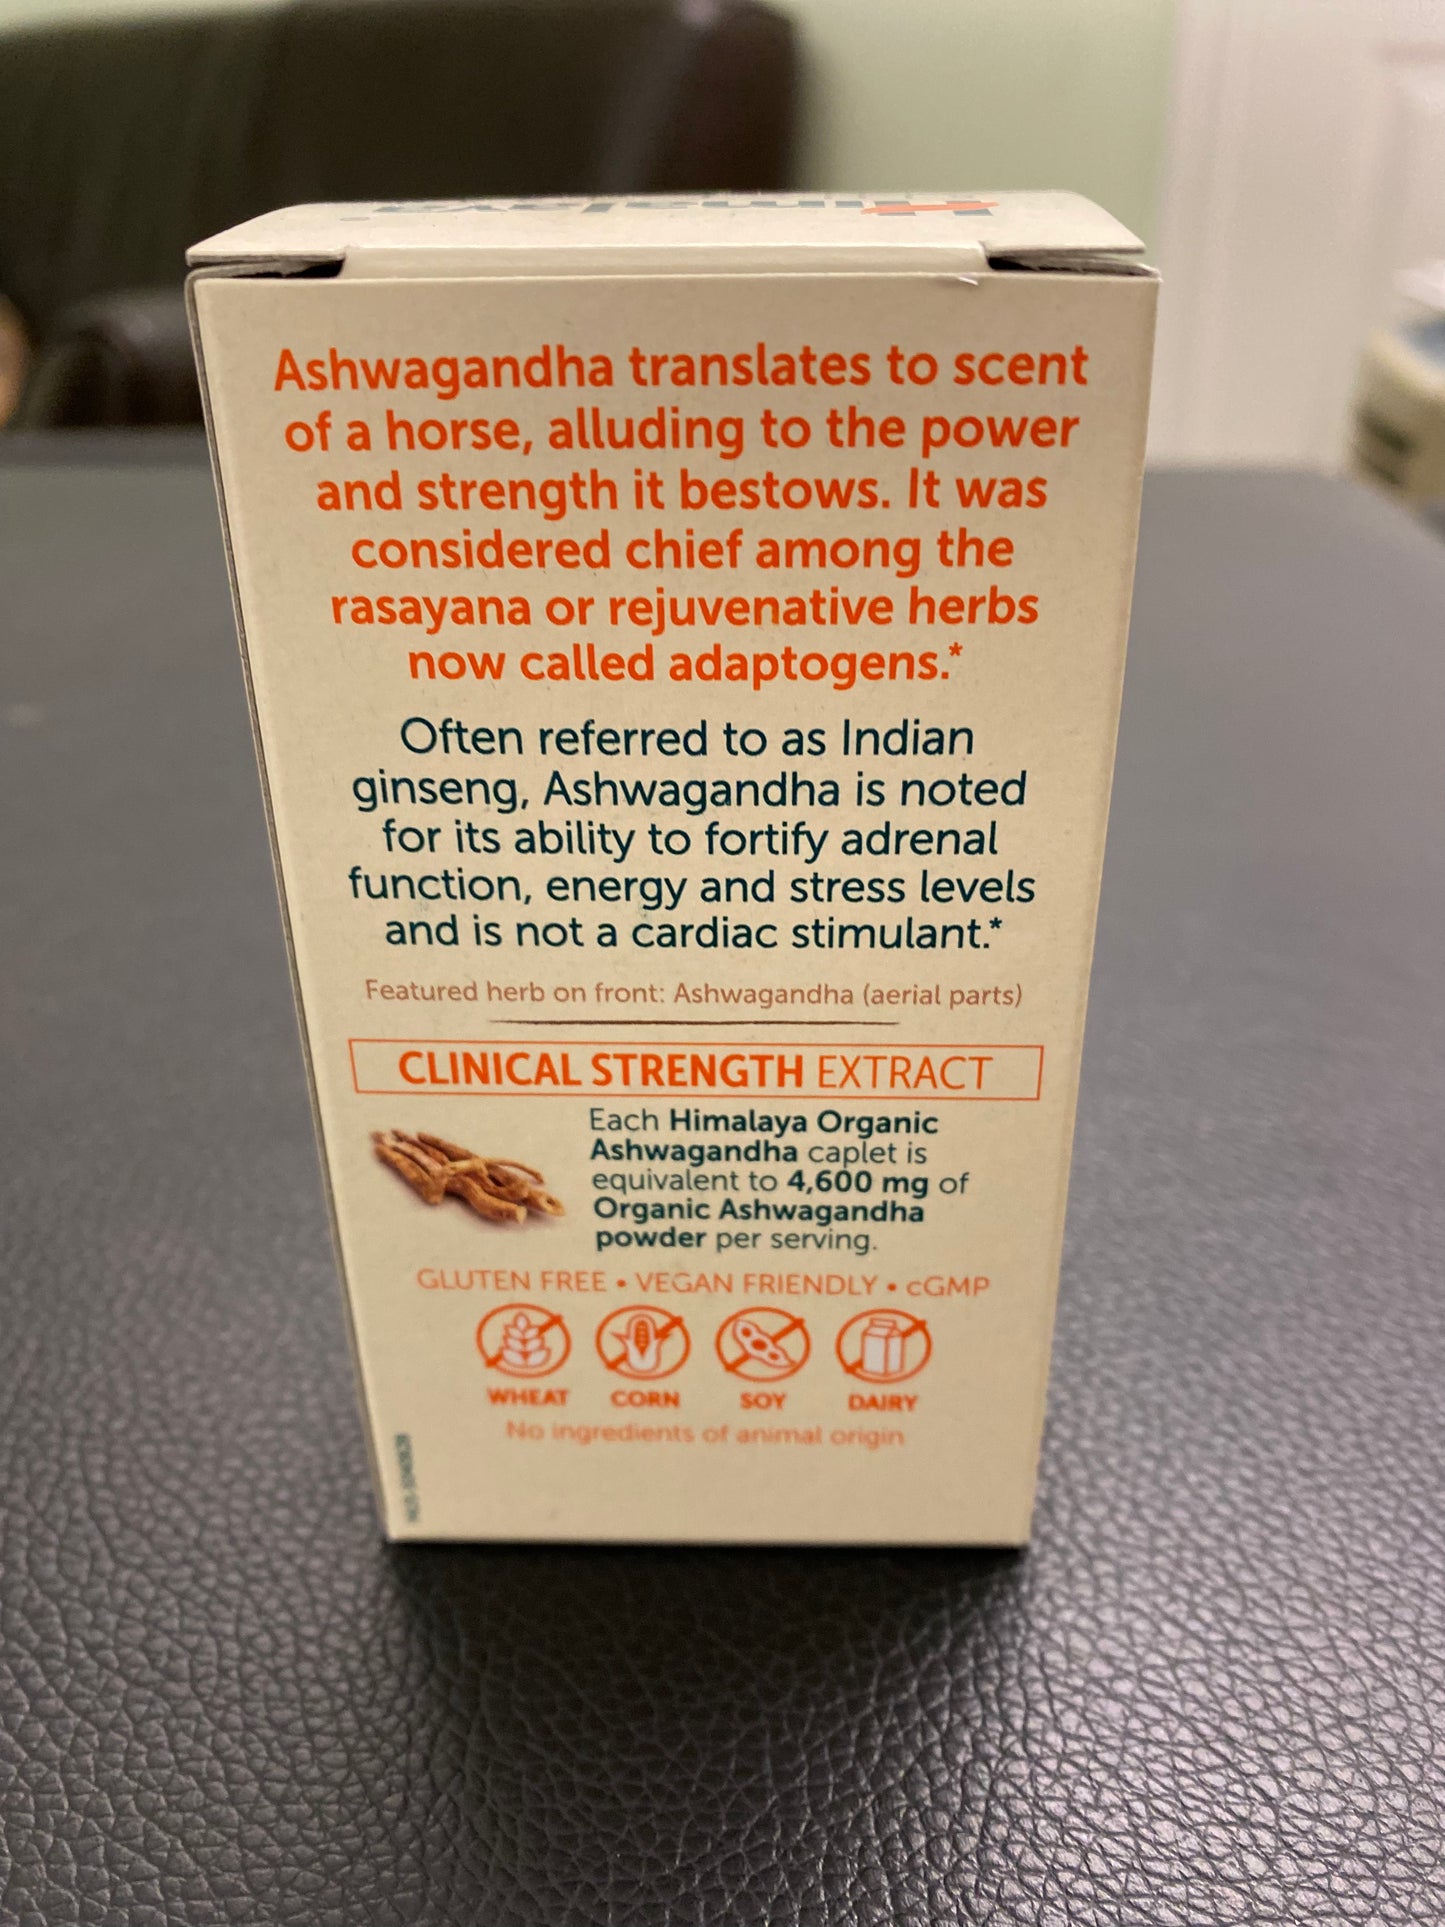 Himalaya
Ashwagandha translates to scent
of a horse, alluding to the power
and strength it bestows. It was
considered chief among the
rasayana or rejuvenative herbs
now called adaptogens.*
Often referred to as Indian
ginseng, Ashwagandha is noted
for its ability to fortify adrenal
function, energy and stress levels
and is not a cardiac stimulant.*
Featured herb on front: Ashwagandha (aerial parts)
CLINICAL STRENGTH EXTRACT
Each Himalaya Organic
Ashwagandha caplet is
equivalent to 4,600 mg of
Organic Ashwagandha
powder per serving.
GLUTEN FREE • VEGAN FRIENDLY • cGMP
WHEAT CORN SOY DAIRY
No ingredients of animal origin